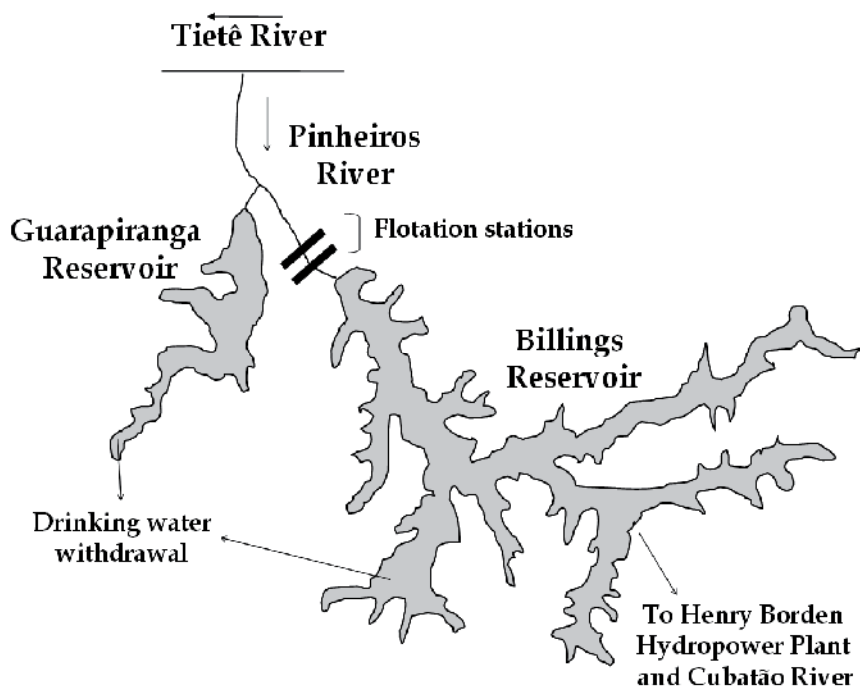 Tietê River
Pinheiros
River
Flotation stations
Guarapiranga
Reservoir
Billings
Reservoir
Drinking water
withdrawal
To Henry Borden
Hydropower Plant
and Cubatão River